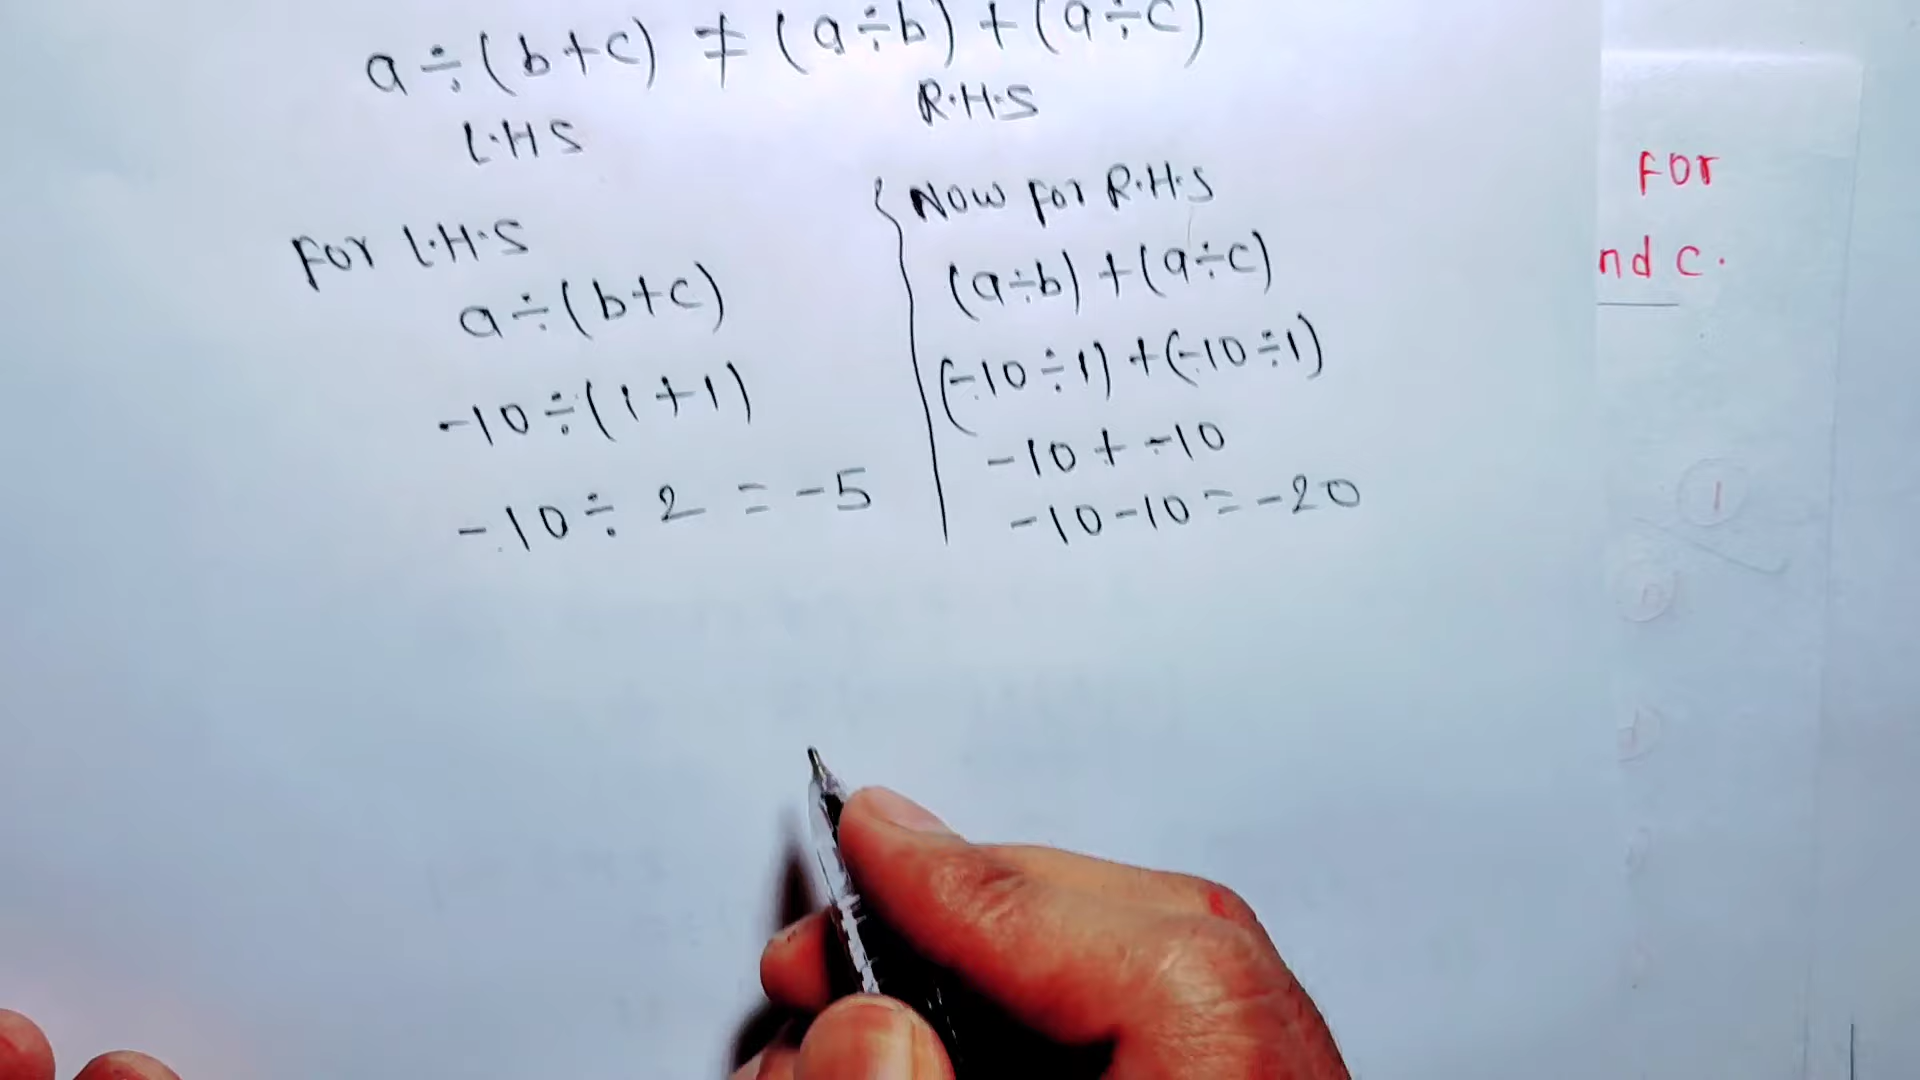 a÷(b+c) ≠ (a÷b)+(a÷c)
L.H.S
R.H.S
For L.H.S
a÷(b+c)
-10÷(1+1)
-10÷ 2 = -5
Now for R.H.S
(a÷b)+(a÷c)
(-10÷1)+(-10÷1)
-10+-10
-10-10=-20
For
nd c.